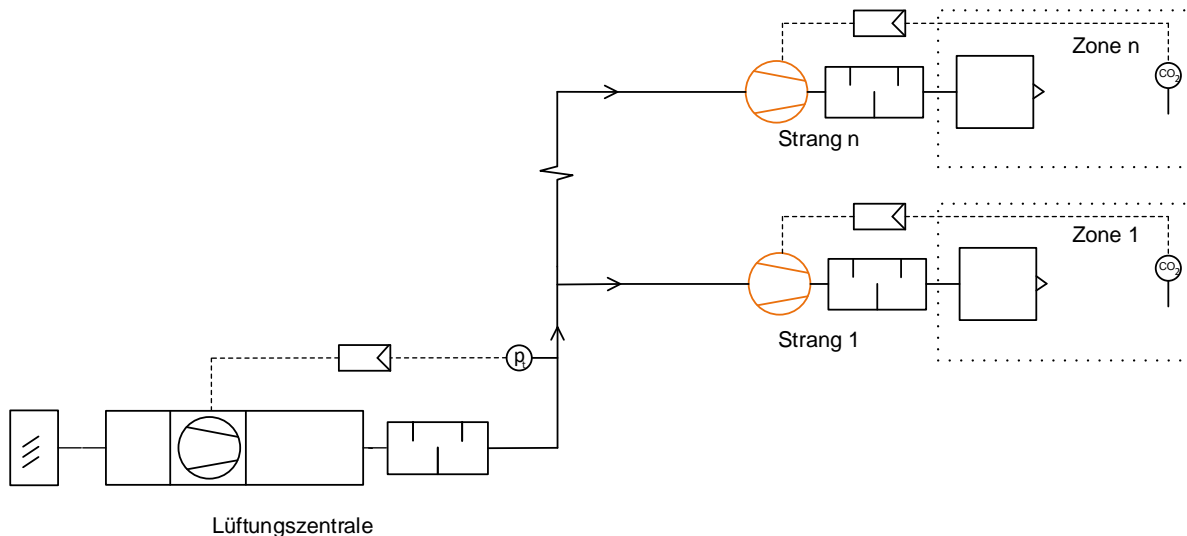 Zone n
CO2
Strang n
Zone 1
CO2
Strang 1
pt
Lüftungszentrale